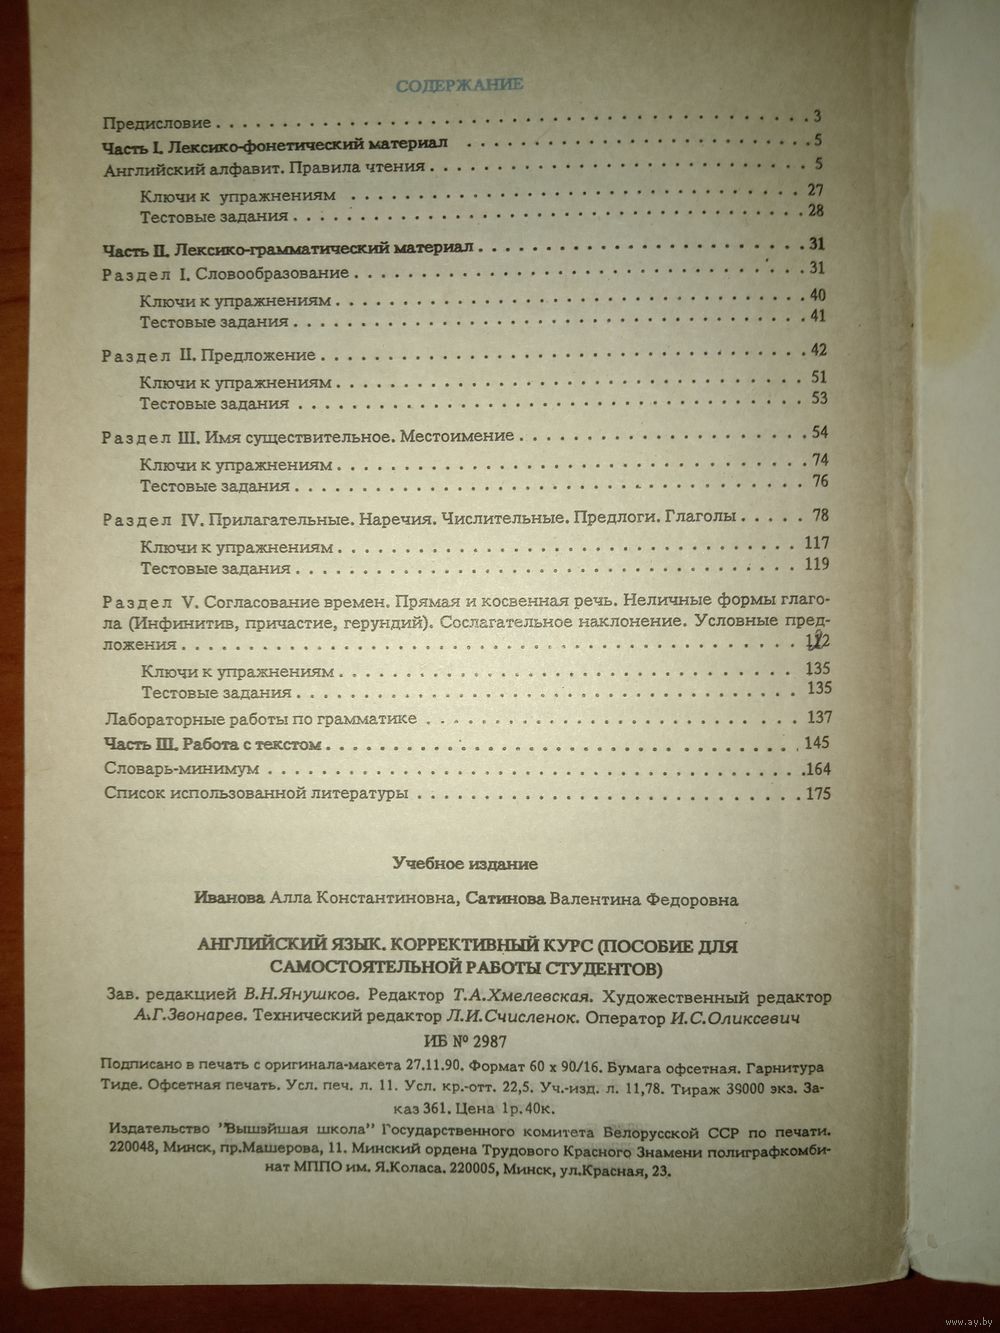 СОДЕРЖАНИЕ
Предисловие . . . . . . . . . . 3
Часть I. Лексико-фонетический материал . . . . . . . . . . 5
Английский алфавит. Правила чтения . . . . . . . . . . 5
Ключи к упражнениям . . . . . . . . . . 27
Тестовые задания . . . . . . . . . . 28
Часть II. Лексико-грамматический материал . . . . . . . . . . 31
Раздел I. Словообразование . . . . . . . . . . 31
Ключи к упражнениям . . . . . . . . . . 40
Тестовые задания . . . . . . . . . . 41
Раздел II. Предложение . . . . . . . . . . 42
Ключи к упражнениям . . . . . . . . . . 51
Тестовые задания . . . . . . . . . . 53
Раздел III. Имя существительное. Местоимение . . . . . . . . . . 54
Ключи к упражнениям . . . . . . . . . . 74
Тестовые задания . . . . . . . . . . 76
Раздел IV. Прилагательные. Наречия. Числительные. Предлоги. Глаголы . . . . . 78
Ключи к упражнениям . . . . . . . . . . 117
Тестовые задания . . . . . . . . . . 119
Раздел V. Согласование времен. Прямая и косвенная речь. Неличные формы глаго-
ла (Инфинитив, причастие, герундий). Сослагательное наклонение. Условные пред-
ложения . . . . . . . . . .
Ключи к упражнениям . . . . . . . . . . 135
Тестовые задания . . . . . . . . . . 135
Лабораторные работы по грамматике . . . . . . . . . . 137
Часть III. Работа с текстом . . . . . . . . . . 145
Словарь-минимум . . . . . . . . . . 164
Список использованной литературы . . . . . . . . . . 175
Учебное издание
Иванова Алла Константиновна, Сатинова Валентина Федоровна
АНГЛИЙСКИЙ ЯЗЫК. КОРРЕКТИВНЫЙ КУРС (ПОСОБИЕ ДЛЯ
САМОСТОЯТЕЛЬНОЙ РАБОТЫ СТУДЕНТОВ)
Зав. редакцией В.Н.Янушков. Редактор Т.А.Хмелевская. Художественный редактор
А.Г.Звонарев. Технический редактор Л.И.Счисленок. Оператор И.С.Оликсевич
ИБ № 2987
Подписано в печать с оригинала-макета 27.11.90. Формат 60 х 90/16. Бумага офсетная. Гарнитура
Тиде. Офсетная печать. Усл. печ. л. 11. Усл. кр.-отт. 22,5. Уч.-изд. л. 11,78. Тираж 39000 экз. За-
каз 361. Цена 1р.40к.
Издательство "Вышэйшая школа" Государственного комитета Белорусской ССР по печати.
220048, Минск, пр.Машерова, 11. Минский ордена Трудового Красного Знамени полиграфкомби-
нат МППО им. Я.Коласа. 220005, Минск, ул.Красная, 23.
www.ay.by